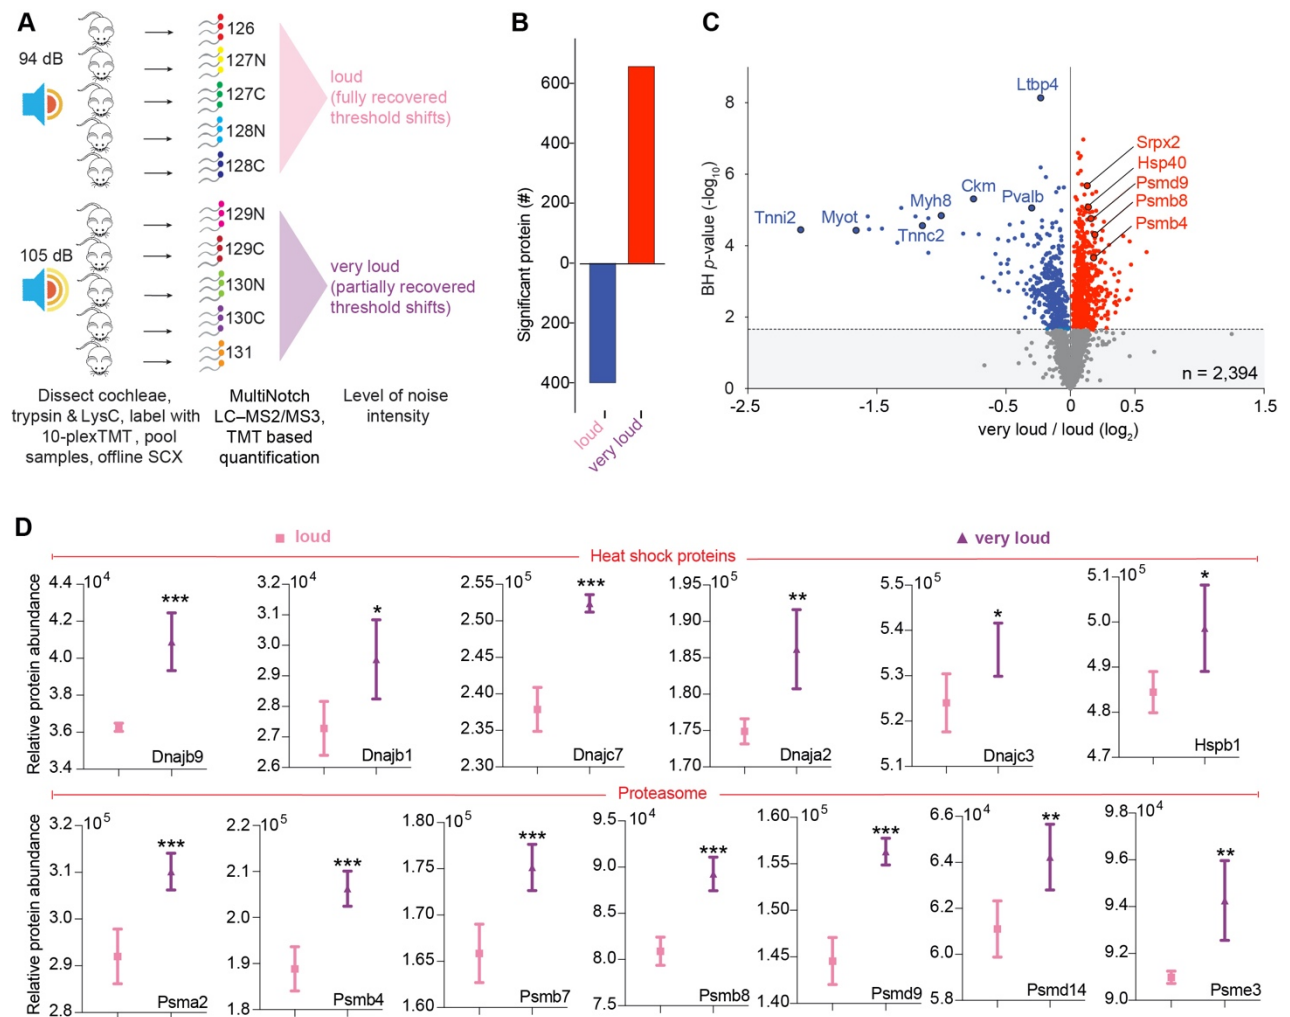 A
94 dB
126
127N
127C
128N
128C
loud
(fully recovered
threshold shifts)
105 dB
129N
129C
130N
130C
131
very loud
(partially recovered
threshold shifts)
Dissect cochleae,
trypsin & LysC, label with
10-plexTMT , pool
samples, offline SCX
MultiNotch
LC–MS2/MS3,
TMT based
quantification
Level of noise
intensity
B
Significant protein (#)
600
400
200
0
200
400
loud
very loud
C
BH p-value (-log10)
8
6
4
2
0
Ltbp4
Srpx2
Hsp40
Psmd9
Psmb8
Psmb4
Ckm
Pvalb
Myh8
Tnnc2
Myot
Tnni2
n = 2,394
-2.5
-1.5
-0.5
0
0.5
1.5
very loud / loud (log2)
D
loud
very loud
Heat shock proteins
Relative protein abundance
4.4 10^4
4.2
4.0
3.8
3.6
3.4
***
Dnajb9
3.2 10^4
3.1
3.0
2.9
2.8
2.7
2.6
*
Dnajb1
2.55 10^5
2.50
2.45
2.40
2.35
2.30
***
Dnajc7
1.95 10^5
1.90
1.85
1.80
1.75
1.70
**
Dnaja2
5.5 10^5
5.4
5.3
5.2
5.1
*
Dnajc3
5.1 10^5
5.0
4.9
4.8
4.7
*
Hspb1
Proteasome
Relative protein abundance
3.2 10^5
3.1
3.0
2.9
2.8
***
Psma2
2.2 10^5
2.1
2.0
1.9
1.8
***
Psmb4
1.80 10^5
1.75
1.70
1.65
1.60
***
Psmb7
9.5 10^4
9.0
8.5
8.0
7.5
***
Psmb8
1.60 10^5
1.55
1.50
1.45
1.40
***
Psmd9
6.6 10^4
6.4
6.2
6.0
5.8
**
Psmd14
9.8 10^4
9.6
9.4
9.2
9.0
**
Psme3